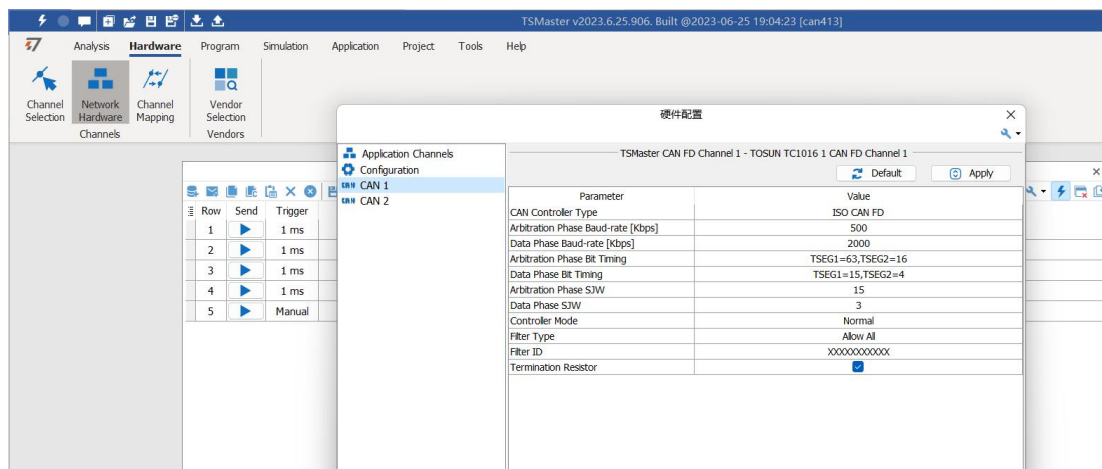 TSMaster v2023.6.25.906. Built @2023-06-25 19:04:23 [can413]
Analysis Hardware Program Simulation Application Project Tools Help
Channel Selection
Network Hardware
Channel Mapping
Vendor Selection
Channels
Vendors
硬件配置
Application Channels
Configuration
CAN 1
CAN 2
TSMaster CAN FD Channel 1 - TOSUN TC1016 1 CAN FD Channel 1
Default Apply
Parameter Value
CAN Controller Type ISO CAN FD
Arbitration Phase Baud-rate [Kbps] 500
Data Phase Baud-rate [Kbps] 2000
Arbitration Phase Bit Timing TSEG1=63,TSEG2=16
Data Phase Bit Timing TSEG1=15,TSEG2=4
Arbitration Phase SJW 15
Data Phase SJW 3
Controller Mode Normal
Filter Type Allow All
Filter ID XXXXXXXXXXX
Termination Resistor
Row Send Trigger
1 1 ms
2 1 ms
3 1 ms
4 1 ms
5 Manual